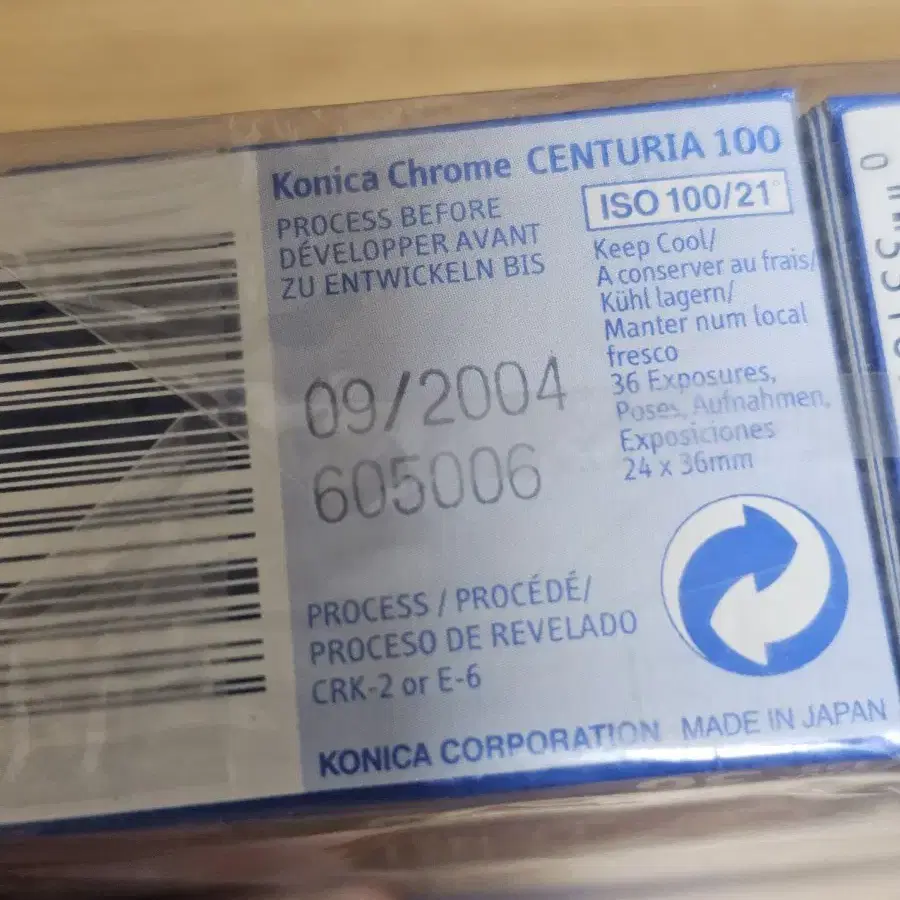 Konica Chrome CENTURIA 100
ISO 100/21°
PROCESS BEFORE
DÉVELOPPER AVANT
ZU ENTWICKELN BIS
09/2004
605006
Keep Cool/
A conserver au frais/
Kühl lagern/
Manter num local
fresco
36 Exposures,
Poses, Aufnahmen,
Exposiciones
24 x 36mm
PROCESS / PROCÉDÉ/
PROCESO DE REVELADO
CRK-2 or E-6
KONICA CORPORATION MADE IN JAPAN